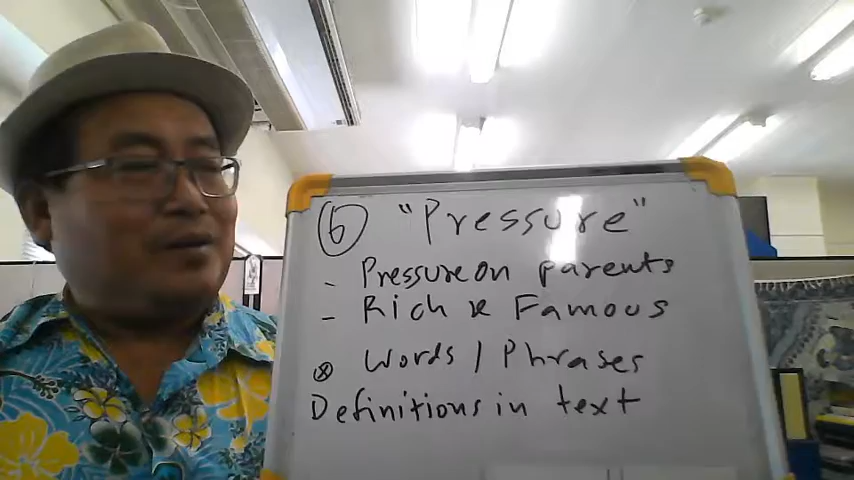 6 "Pressure"
- Pressure on parents
- Rich & Famous
⊗ Words / Phrases
Definitions in text